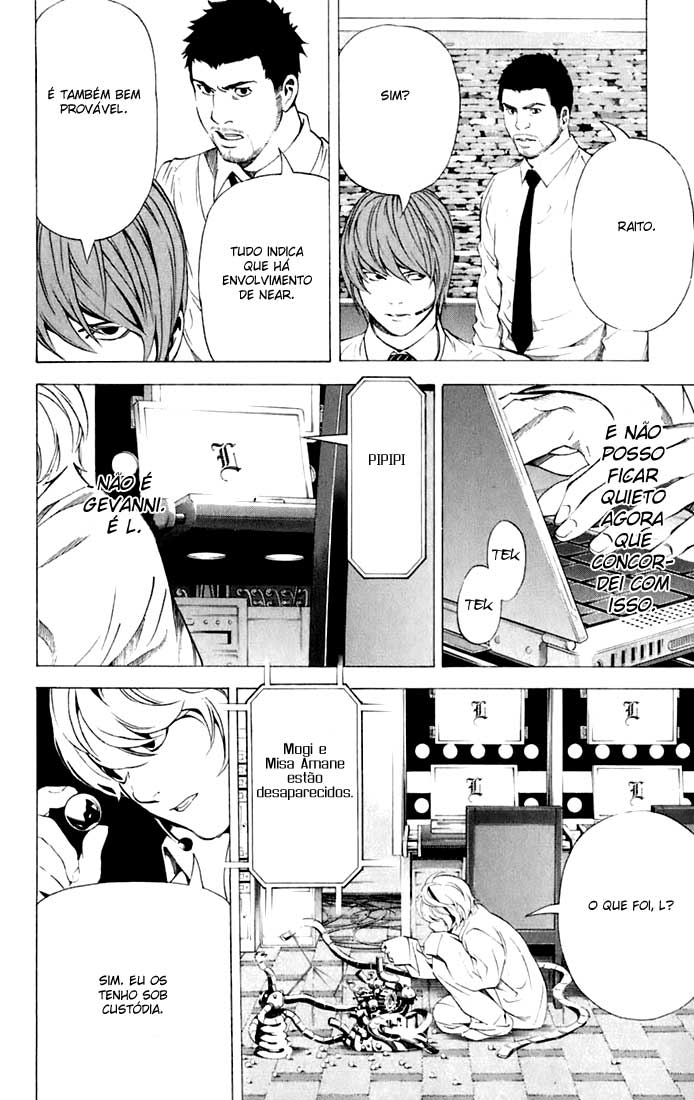 RAITO.
SIM?
TUDO INDICA
QUE HÁ
ENVOLVIMENTO
DE NEAR.
É TAMBÉM BEM
PROVÁVEL.
E NÃO
POSSO
FICAR
QUIETO
AGORA
QUE
CONCOR-
DEI COM
ISSO.
TEK
TEK
PIPIPI
L
NÃO É
GEVANNI.
É L.
L
L
L
L
O QUE FOI, L?
Mogi e
Misa Amane
estão
desaparecidos.
SIM. EU OS
TENHO SOB
CUSTÓDIA.